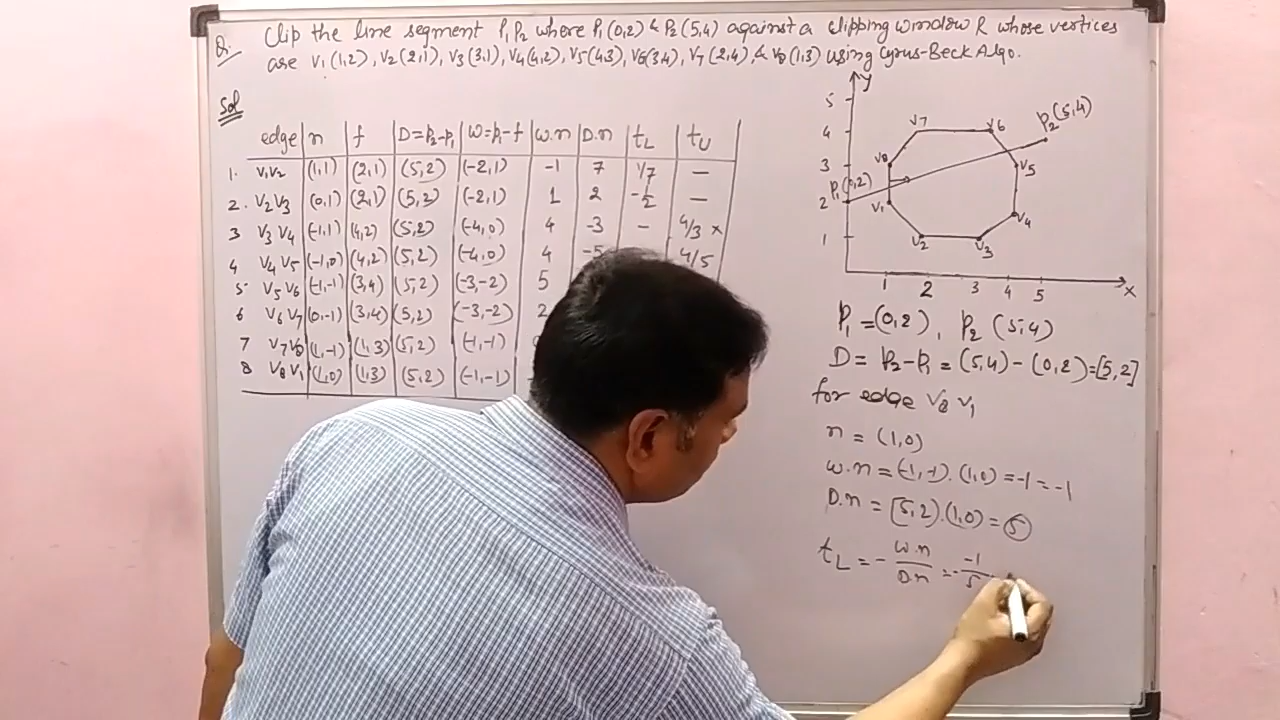 Q. Clip the line segment P1P2 where P1(0,2) & P2(5,4) against a clipping window R whose vertices
are V1(1,2), V2(2,1), V3(3,1), V4(4,2), V5(4,3), V6(3,4), V7(2,4), & V8(1,3) using Cyrus-Beck Algo.
Sol
edge n f D=P2-P1 W=P1-f W.n D.n tL tU
1. V1V2 (1,1) (2,1) (5,2) (-2,1) -1 7 1/7 —
2. V2V3 (0,1) (2,1) (5,2) (-2,1) 1 2 -1/2 —
3 V3V4 (-1,1) (4,2) (5,2) (-4,0) 4 -3 - 4/3 ×
4 V4V5 (-1,0) (4,2) (5,2) (-4,0) 4 -5 4/5
5 V5V6 (-1,-1) (3,4) (5,2) (-3,-2) 5
6 V6V7 (0,-1) (3,4) (5,2) (-3,-2) 2
7 V7V8 (1,-1) (1,3) (5,2) (-1,-1)
8 V8V1 (1,0) (1,3) (5,2) (-1,-1)
y
5
4
3
2
1
V7 V6 P2(5,4)
V8 V5
P1(0,2)
V1 V4
V2 V3
1 2 3 4 5 x
P1=(0,2), P2(5,4)
D = P2-P1 = (5,4)-(0,2)=[5,2]
for edge V8V1
n = (1,0)
W.n = (-1,-1).(1,0) = -1 = -1
D.n = [5,2).(1,0) = 5
tL = - W.n/D.n = - -1/5